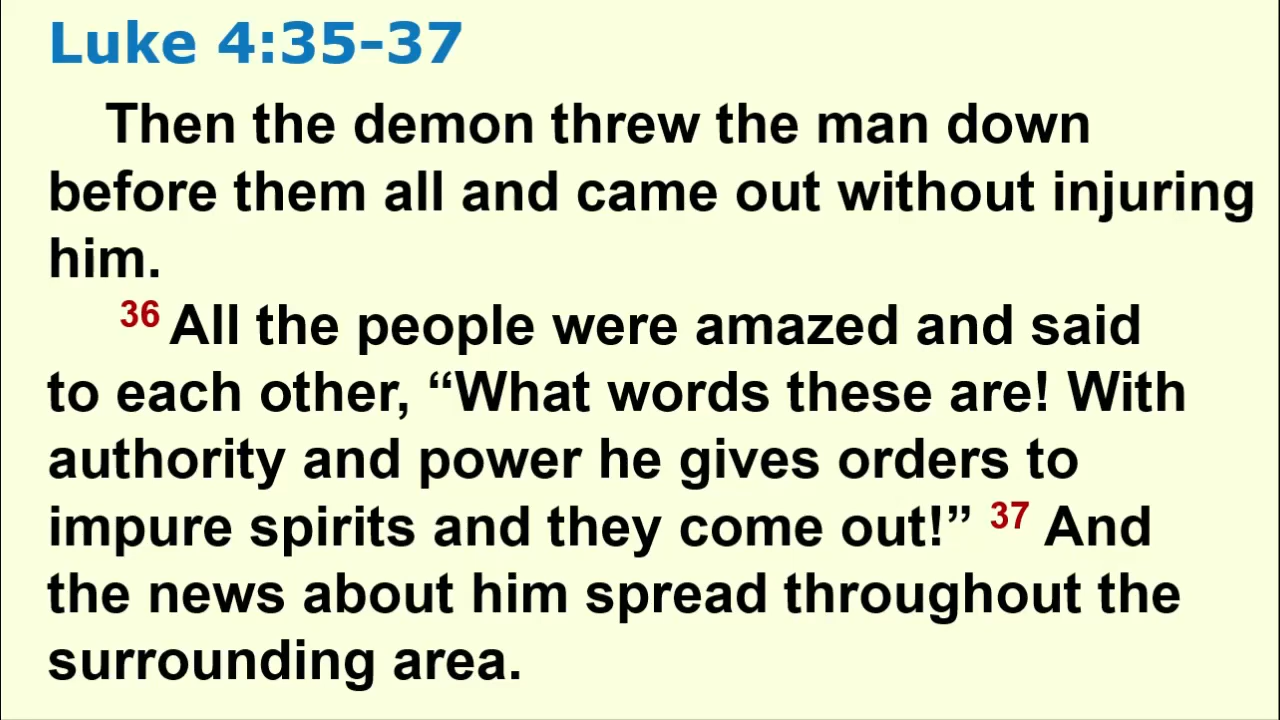 Luke 4:35-37
Then the demon threw the man down
before them all and came out without injuring
him.
36 All the people were amazed and said
to each other, “What words these are! With
authority and power he gives orders to
impure spirits and they come out!” 37 And
the news about him spread throughout the
surrounding area.